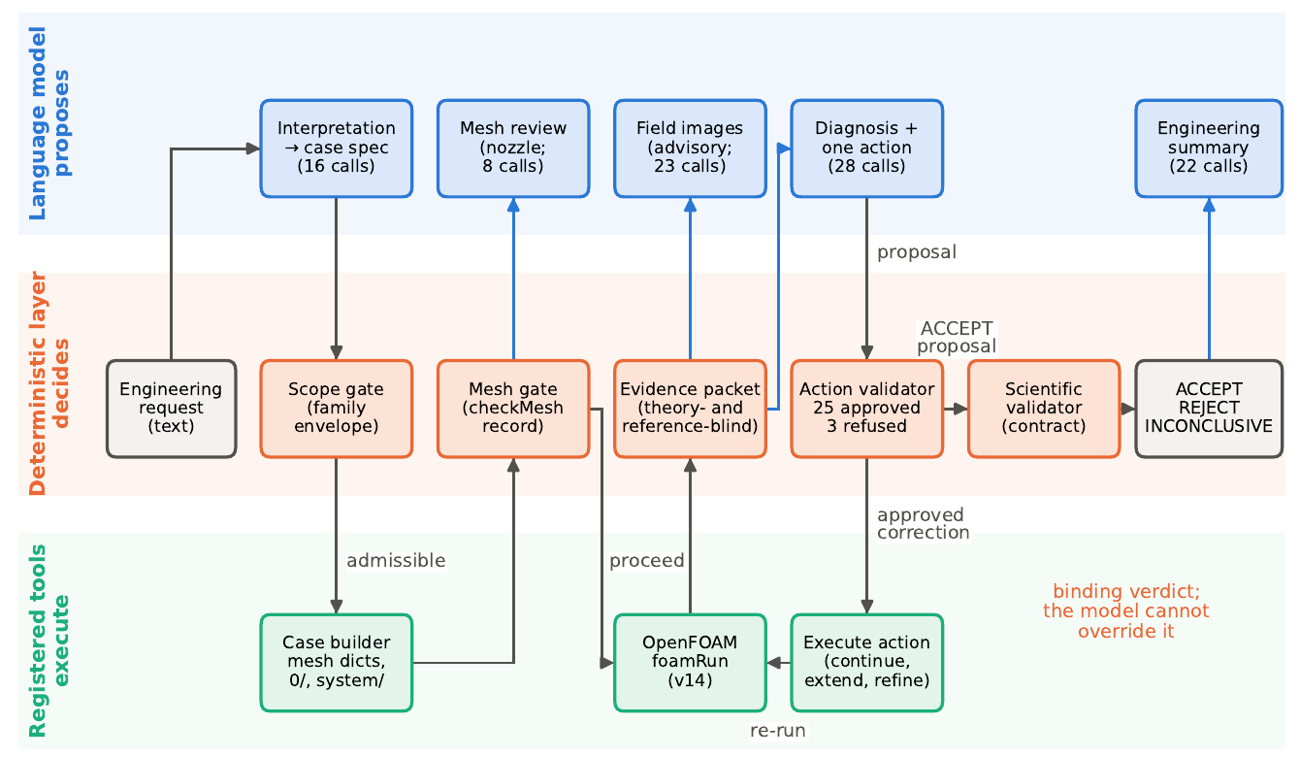 Language model
proposes
Interpretation
→ case spec
(16 calls)
Mesh review
(nozzle;
8 calls)
Field images
(advisory;
23 calls)
Diagnosis +
one action
(28 calls)
Engineering
summary
(22 calls)
proposal
Deterministic layer
decides
ACCEPT
proposal
Engineering
request
(text)
Scope gate
(family
envelope)
Mesh gate
(checkMesh
record)
Evidence packet
(theory- and
reference-blind)
Action validator
25 approved
3 refused
Scientific
validator
(contract)
ACCEPT
REJECT
INCONCLUSIVE
approved
correction
admissible
proceed
Registered tools
execute
Case builder
mesh dicts,
0/, system/
OpenFOAM
foamRun
(v14)
Execute action
(continue,
extend, refine)
binding verdict;
the model cannot
override it
re-run